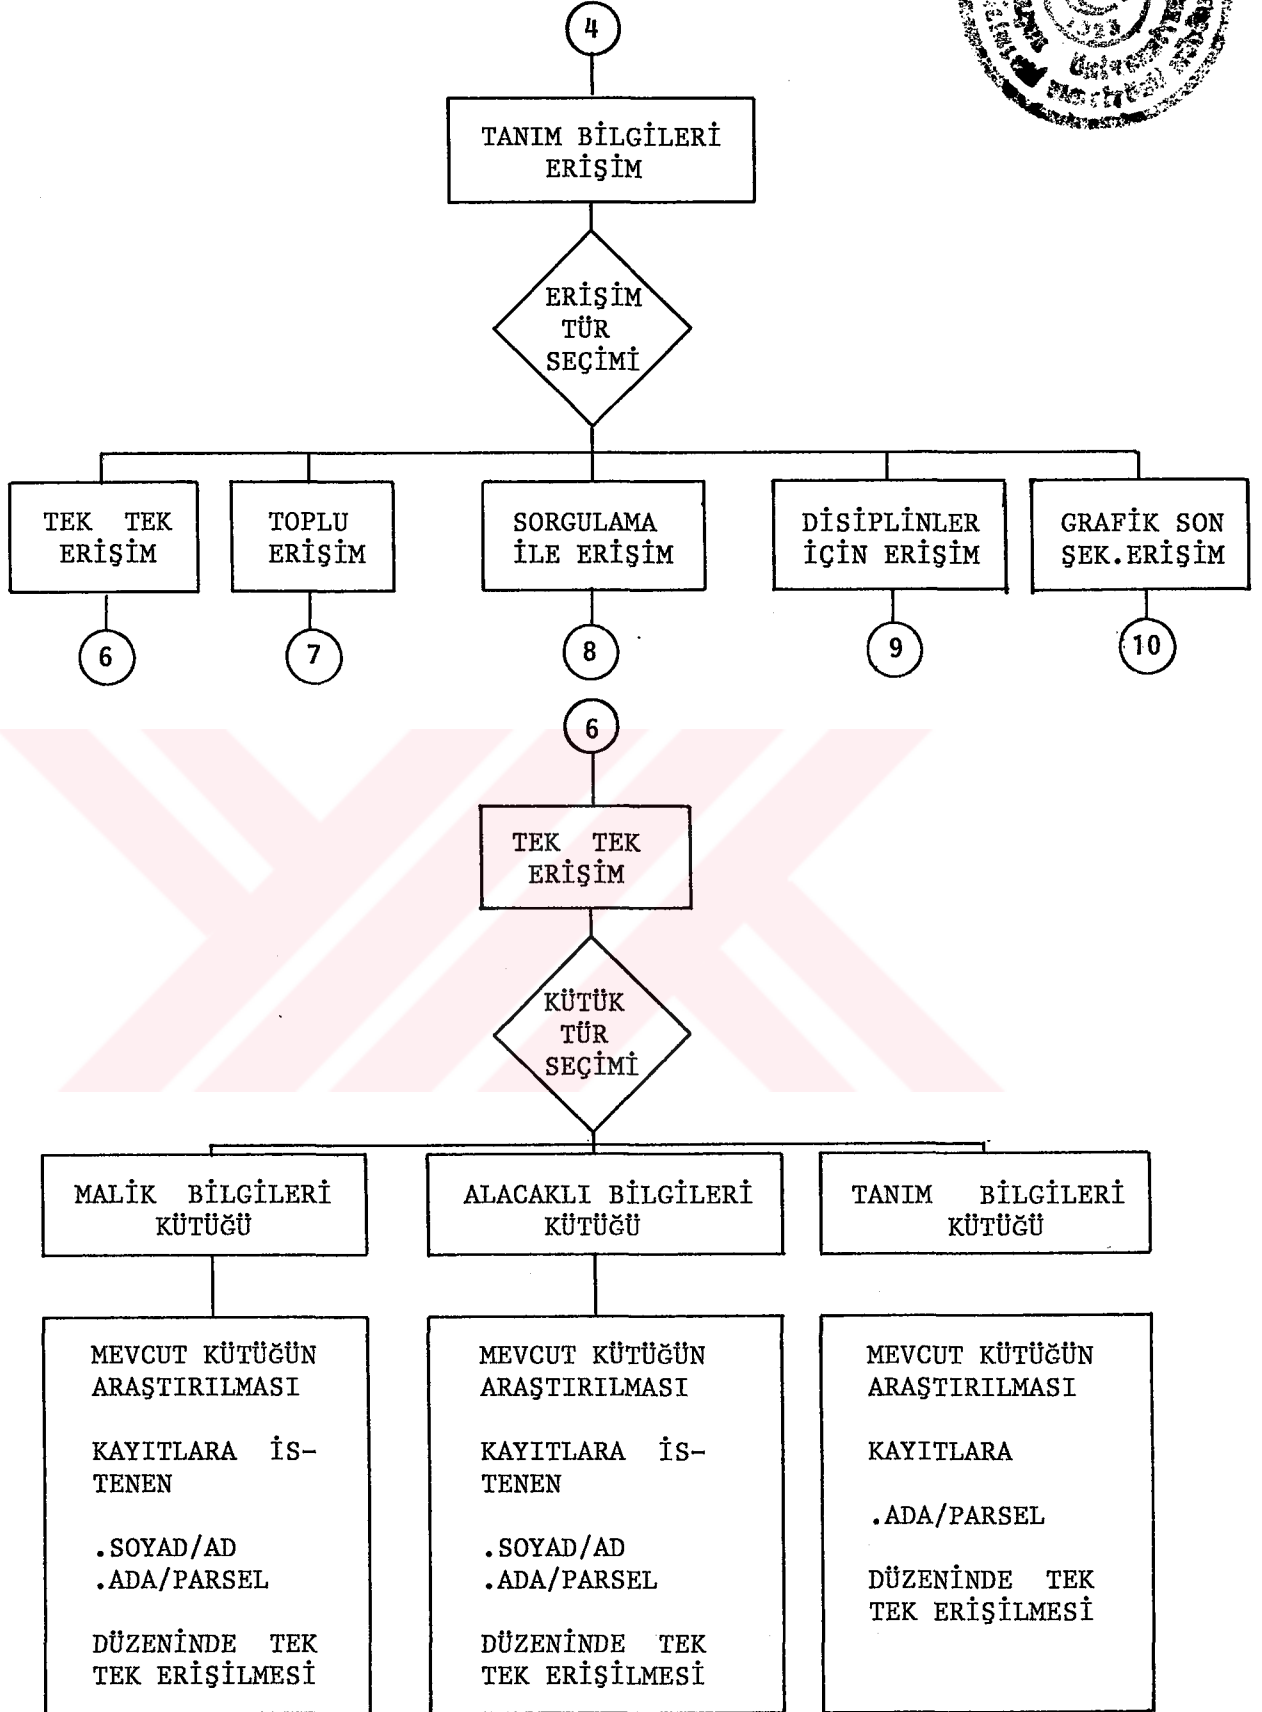 4
TANIM BİLGİLERİ
ERİŞİM
ERİŞİM
TÜR
SEÇİMİ
TEK TEK
ERİŞİM
TOPLU
ERİŞİM
SORGULAMA
İLE ERİŞİM
DİSİPLİNLER
İÇİN ERİŞİM
GRAFİK SON
ŞEK.ERİŞİM
6
7
8
9
10
6
TEK TEK
ERİŞİM
KÜTÜK
TÜR
SEÇİMİ
MALİK BİLGİLERİ
KÜTÜĞÜ
ALACAKLI BİLGİLERİ
KÜTÜĞÜ
TANIM BİLGİLERİ
KÜTÜĞÜ
MEVCUT KÜTÜĞÜN
ARAŞTIRILMASI
KAYITLARA İS-
TENEN
.SOYAD/AD
.ADA/PARSEL
DÜZENİNDE TEK
TEK ERİŞİLMESİ
MEVCUT KÜTÜĞÜN
ARAŞTIRILMASI
KAYITLARA İS-
TENEN
.SOYAD/AD
.ADA/PARSEL
DÜZENİNDE TEK
TEK ERİŞİLMESİ
MEVCUT KÜTÜĞÜN
ARAŞTIRILMASI
KAYITLARA
.ADA/PARSEL
DÜZENİNDE TEK
TEK ERİŞİLMESİ